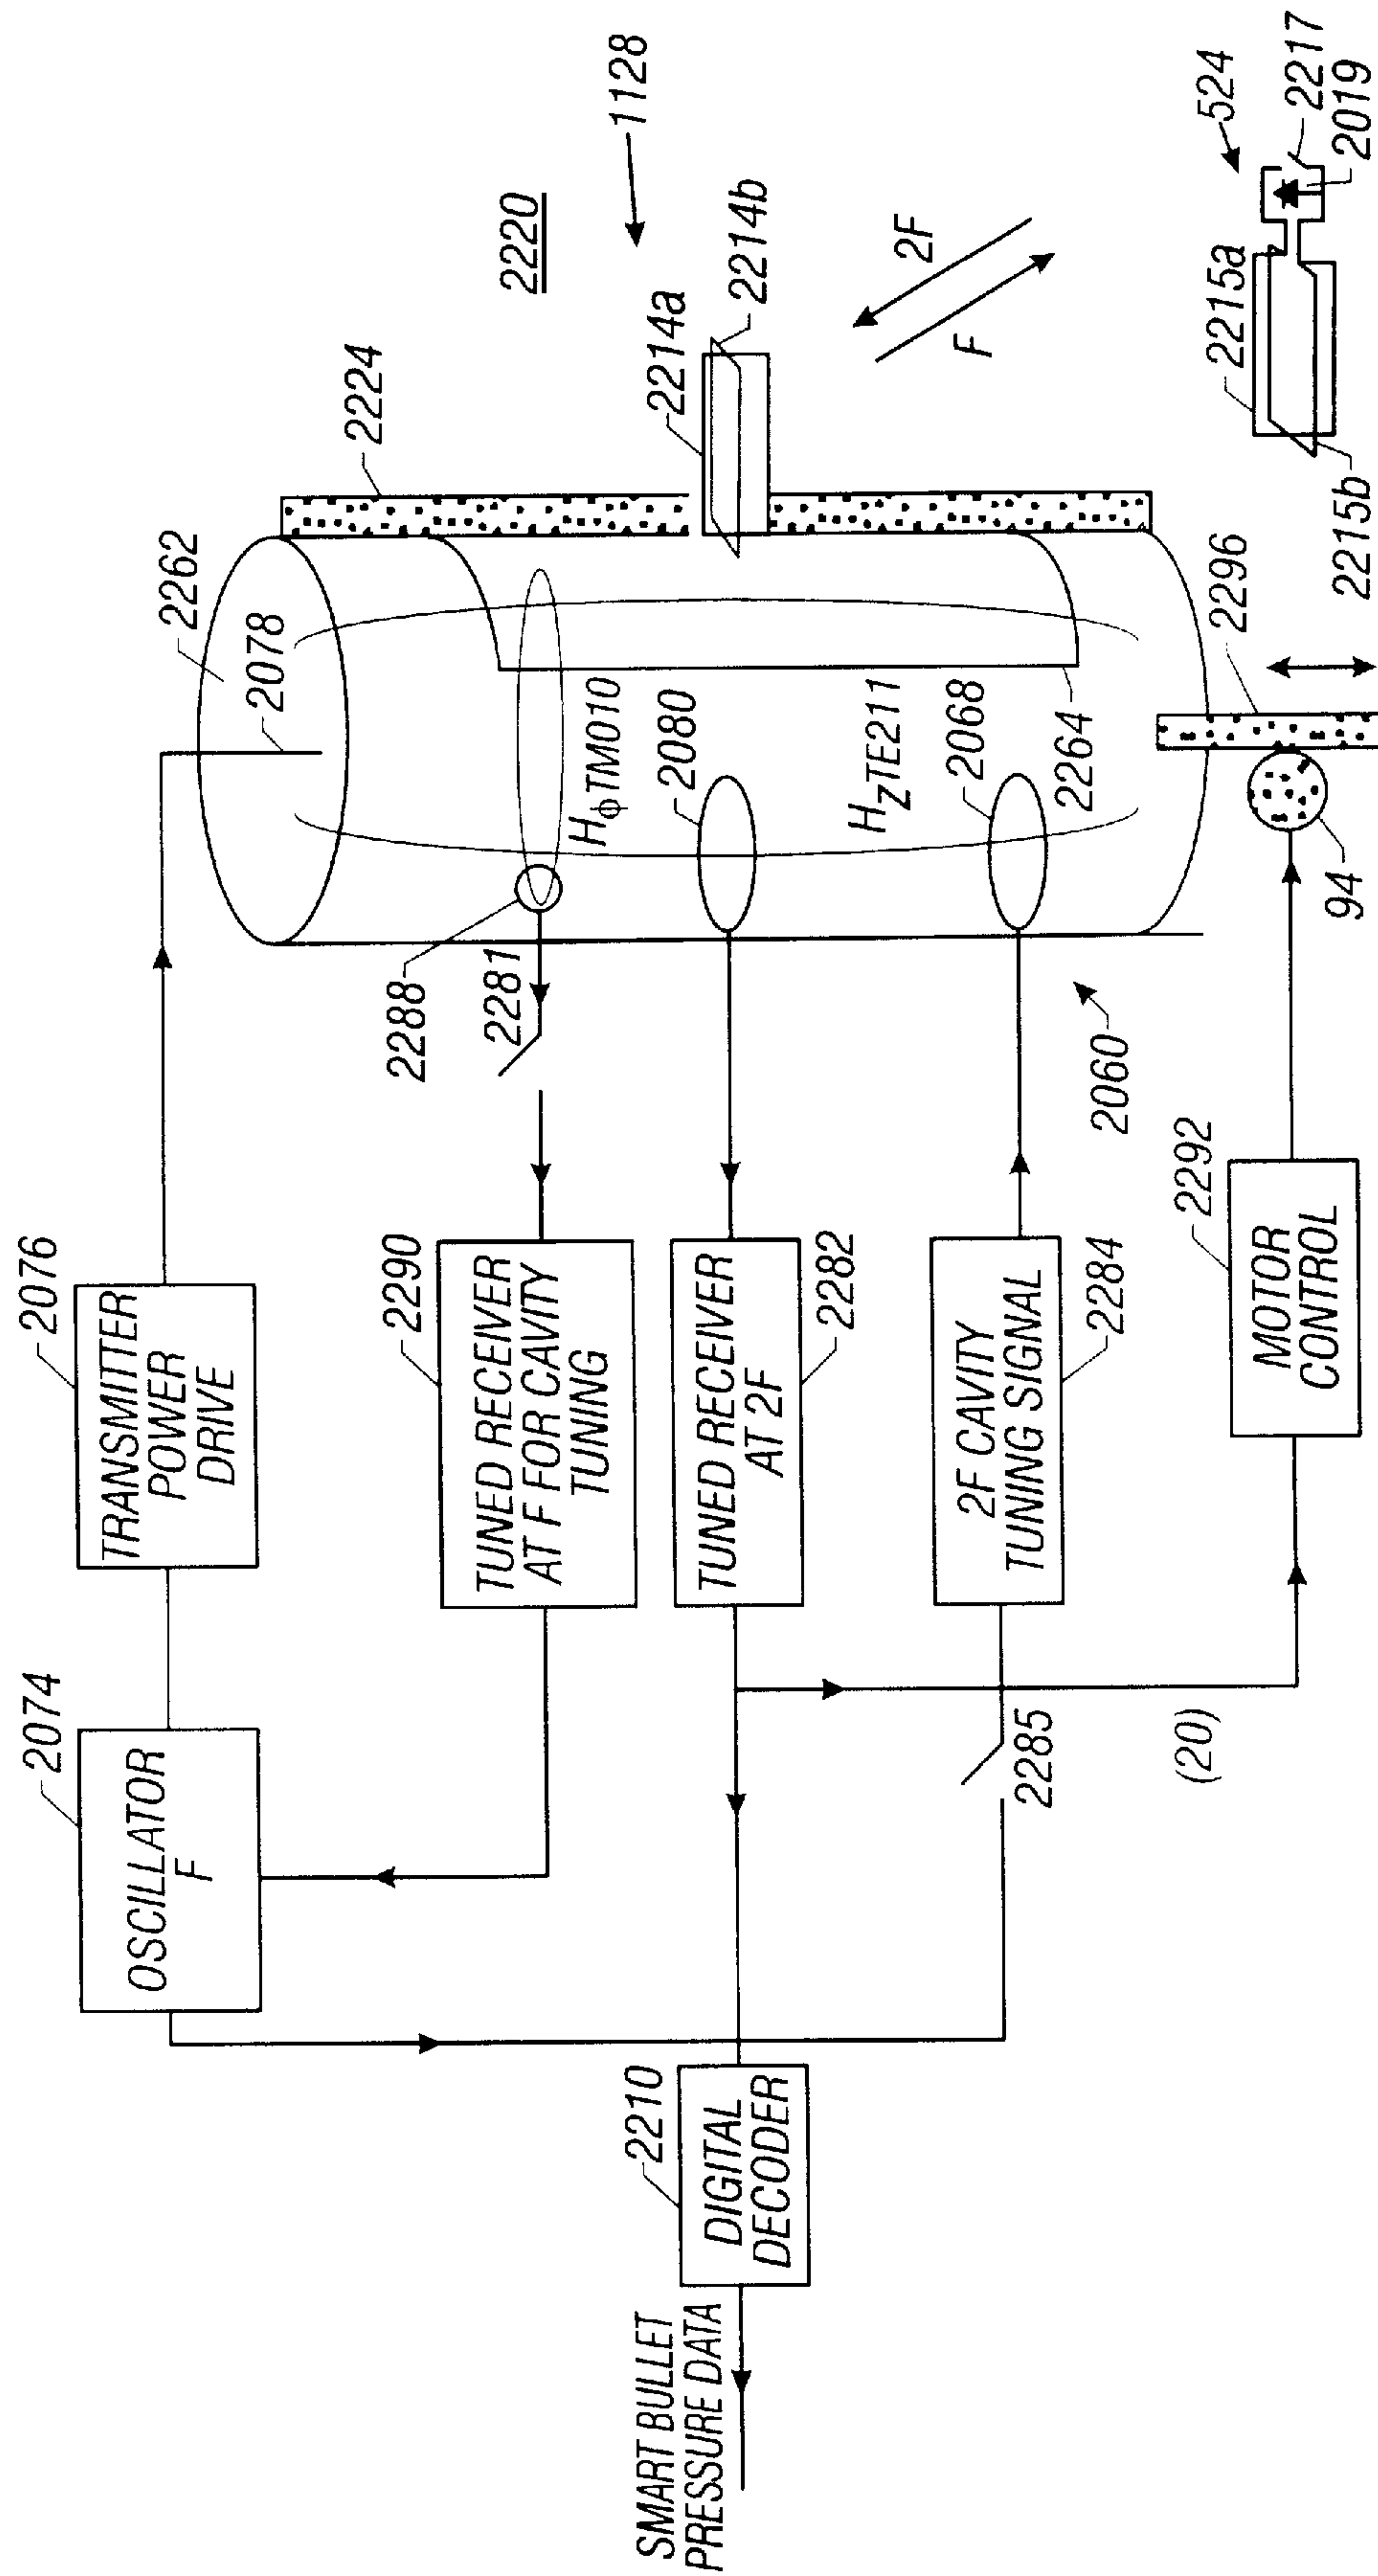 2074
OSCILLATOR
F
2076
TRANSMITTER
POWER
DRIVE
2262
2078
2224
2220
1128
2290
TUNED RECEIVER
AT F FOR CAVITY
TUNING
2288
2281
HΦTM010
2214a
2214b
SMART BULLET
PRESSURE DATA
2210
DIGITAL
DECODER
TUNED RECEIVER
AT 2F
2282
2080
HZTE211
2F
F
2285
2F CAVITY
TUNING SIGNAL
2284
2060
2068
2264
(20)
2292
MOTOR
CONTROL
94
2296
2215b
2215a
524
2217
2019